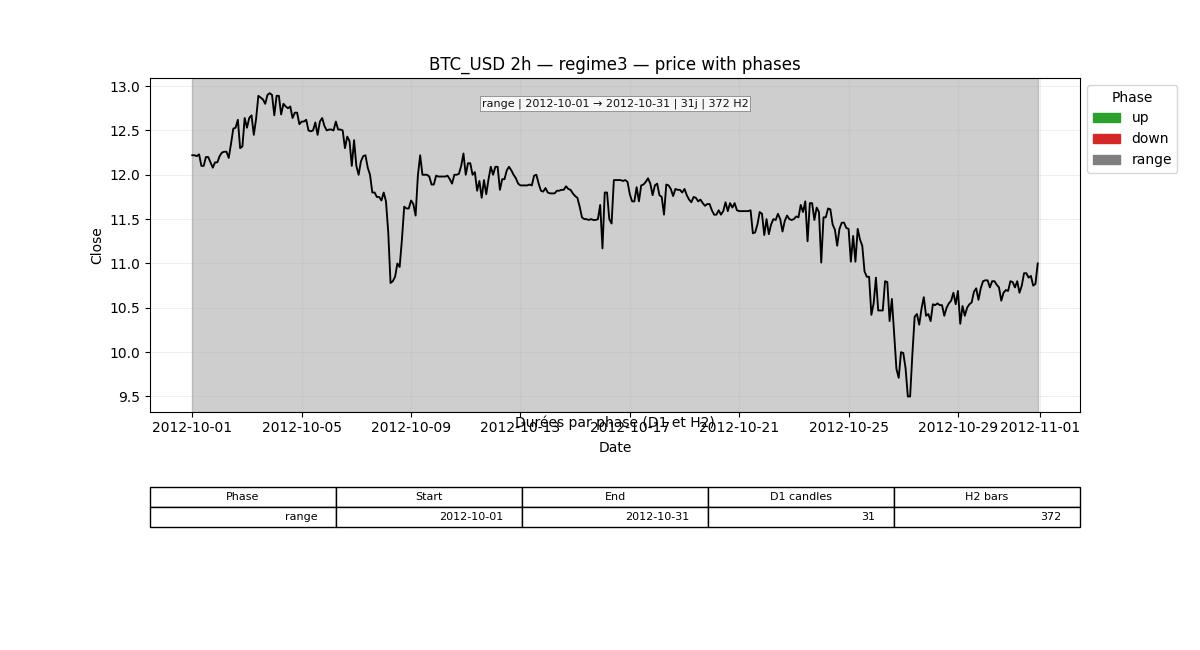 BTC_USD 2h — regime3 — price with phases
range | 2012-10-01 → 2012-10-31 | 31j | 372 H2
Phase
up
down
range
Close
13.0
12.5
12.0
11.5
11.0
10.5
10.0
9.5
Durées par phase (D1 et H2)
2012-10-01 2012-10-05 2012-10-09 2012-10-13 2012-10-17 2012-10-21 2012-10-25 2012-10-29 2012-11-01
Date
Phase Start End D1 candles H2 bars
range 2012-10-01 2012-10-31 31 372